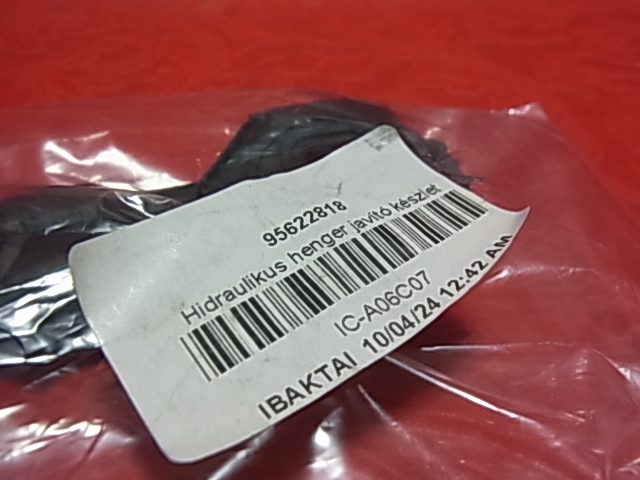 95622818
Hidraulikus henger javító készlet
IC-A06C07
IBAKTAI 10/04/24 12:42 AM